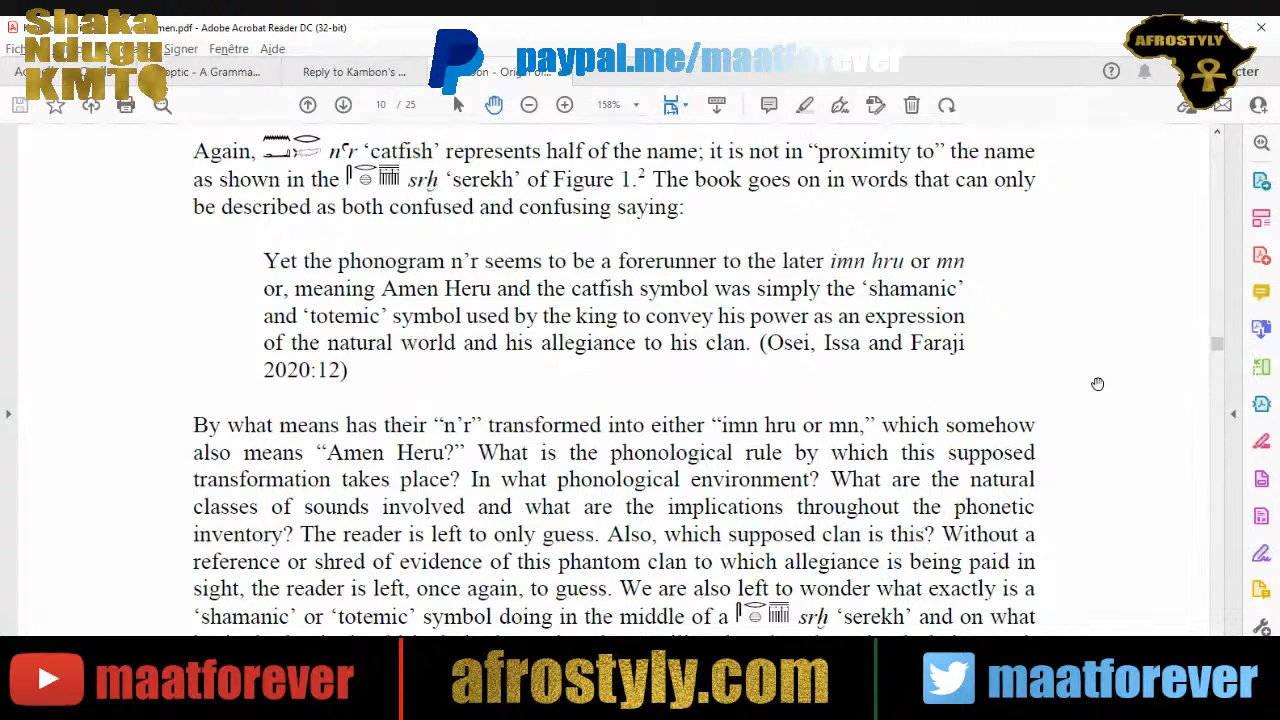 Shaka
Ndugu
KMT
men.pdf - Adobe Acrobat Reader DC (32-bit)
Signer Fenêtre Aide
optic - A Gramma... Reply to Kambon's ...
paypal.me/maatforever
AFROSTYLY
10 / 25 158%
Again, nꜥr ‘catfish’ represents half of the name; it is not in “proximity to” the name
as shown in the srḫ ‘serekh’ of Figure 1.2 The book goes on in words that can only
be described as both confused and confusing saying:
Yet the phonogram n’r seems to be a forerunner to the later imn hru or mn
or, meaning Amen Heru and the catfish symbol was simply the ‘shamanic’
and ‘totemic’ symbol used by the king to convey his power as an expression
of the natural world and his allegiance to his clan. (Osei, Issa and Faraji
2020:12)
By what means has their “n’r” transformed into either “imn hru or mn,” which somehow
also means “Amen Heru?” What is the phonological rule by which this supposed
transformation takes place? In what phonological environment? What are the natural
classes of sounds involved and what are the implications throughout the phonetic
inventory? The reader is left to only guess. Also, which supposed clan is this? Without a
reference or shred of evidence of this phantom clan to which allegiance is being paid in
sight, the reader is left, once again, to guess. We are also left to wonder what exactly is a
‘shamanic’ or ‘totemic’ symbol doing in the middle of a srḫ ‘serekh’ and on what
maatforever
afrostyly.com
maatforever